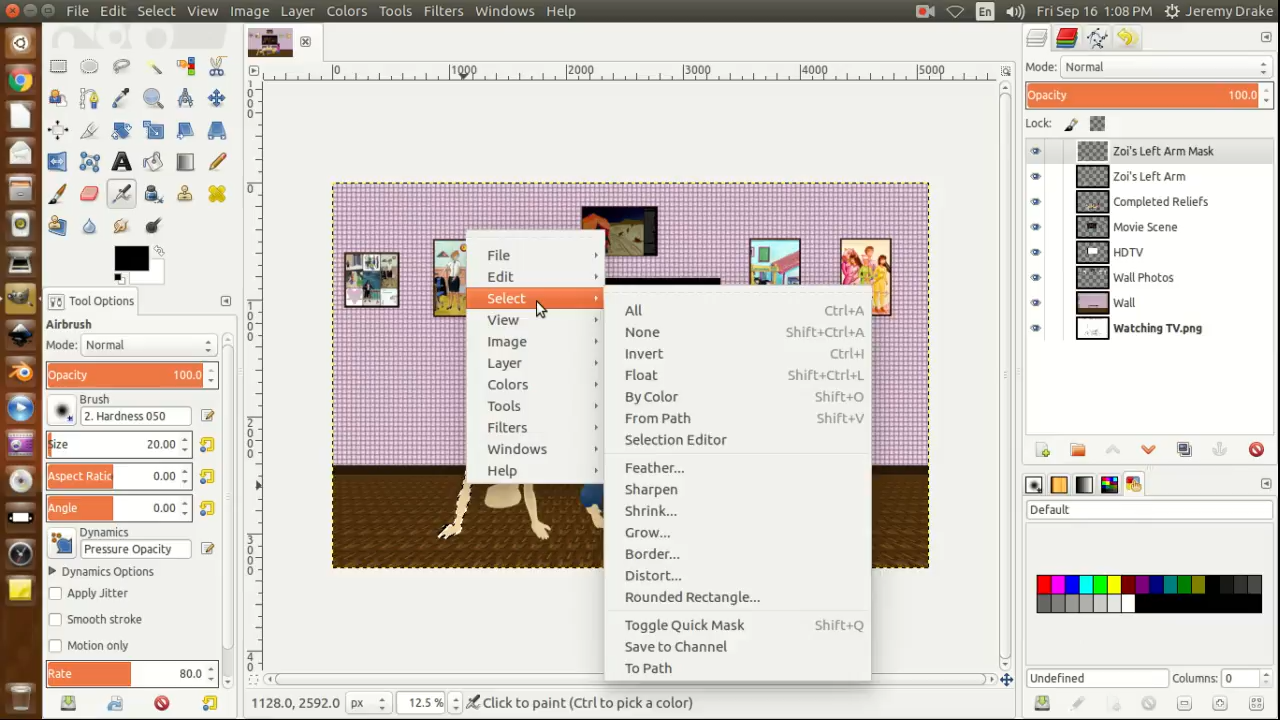 File Edit Select View Image Layer Colors Tools Filters Windows Help
En Fri Sep 16 1:08 PM Jeremy Drake
0 1000 2000 3000 4000 5000
Mode: Normal
Opacity 100.0
Lock:
Zoi's Left Arm Mask
Zoi's Left Arm
Completed Reliefs
Movie Scene
HDTV
Wall Photos
Wall
Watching TV.png
Default
Undefined Columns: 0
Tool Options
Airbrush
Mode: Normal
Opacity 100.0
Brush
2. Hardness 050
Size 20.00
Aspect Ratio 0.00
Angle 0.00
Dynamics
Pressure Opacity
Dynamics Options
Apply Jitter
Smooth stroke
Motion only
Rate 80.0
File
Edit
Select
View
Image
Layer
Colors
Tools
Filters
Windows
Help
All Ctrl+A
None Shift+Ctrl+A
Invert Ctrl+I
Float Shift+Ctrl+L
By Color Shift+O
From Path Shift+V
Selection Editor
Feather...
Sharpen
Shrink...
Grow...
Border...
Distort...
Rounded Rectangle...
Toggle Quick Mask Shift+Q
Save to Channel
To Path
1128.0, 2592.0 px 12.5 % Click to paint (Ctrl to pick a color)